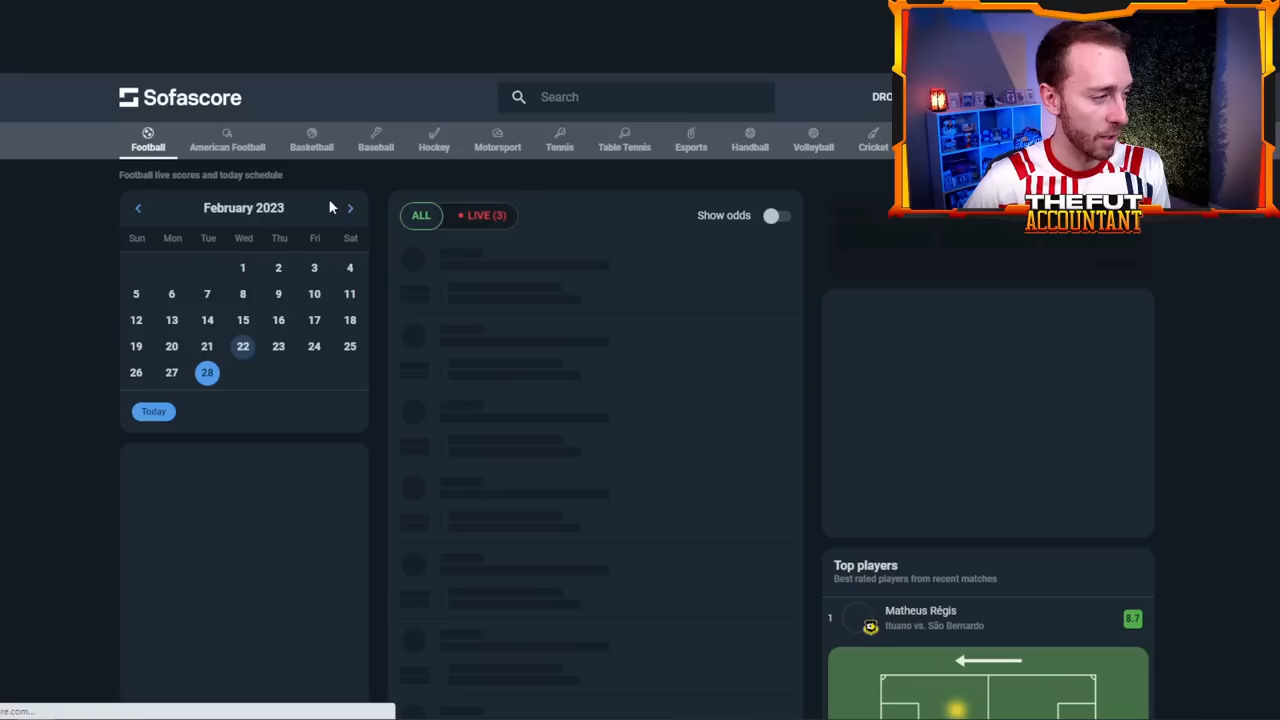 Sofascore
Search
DRO
Football
American Football
Basketball
Baseball
Hockey
Motorsport
Tennis
Table Tennis
Esports
Handball
Volleyball
Cricket
THE FUT
ACCOUNTANT
Football live scores and today schedule
February 2023
Sun Mon Tue Wed Thu Fri Sat
1 2 3 4
5 6 7 8 9 10 11
12 13 14 15 16 17 18
19 20 21 22 23 24 25
26 27 28
Today
ALL
LIVE (3)
Show odds
Top players
Best rated players from recent matches
1
Matheus Régis
Ituano vs. São Bernardo
8.7
re.com...